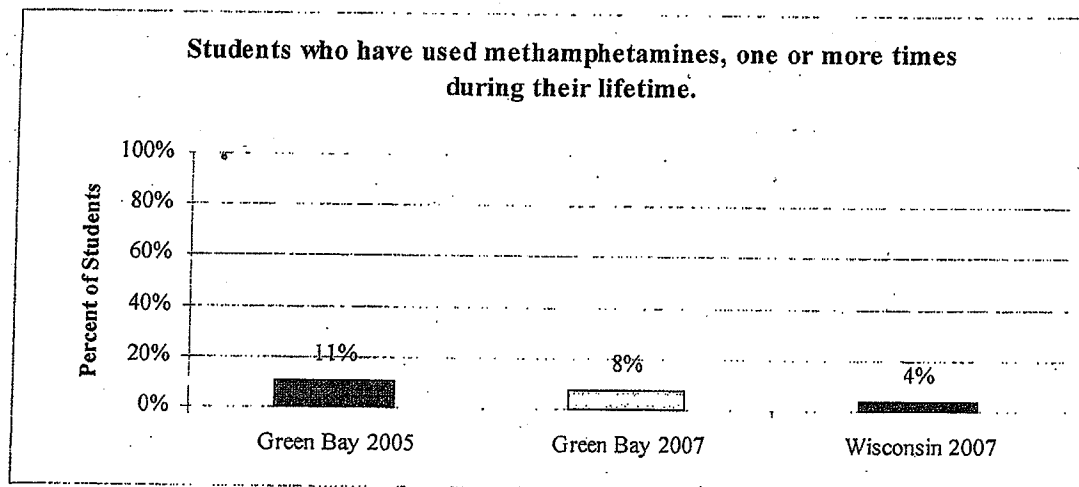 Students who have used methamphetamines, one or more times
during their lifetime.
100%
80%
60%
40%
20%
0%
Percent of Students
11%
8%
4%
Green Bay 2005
Green Bay 2007
Wisconsin 2007